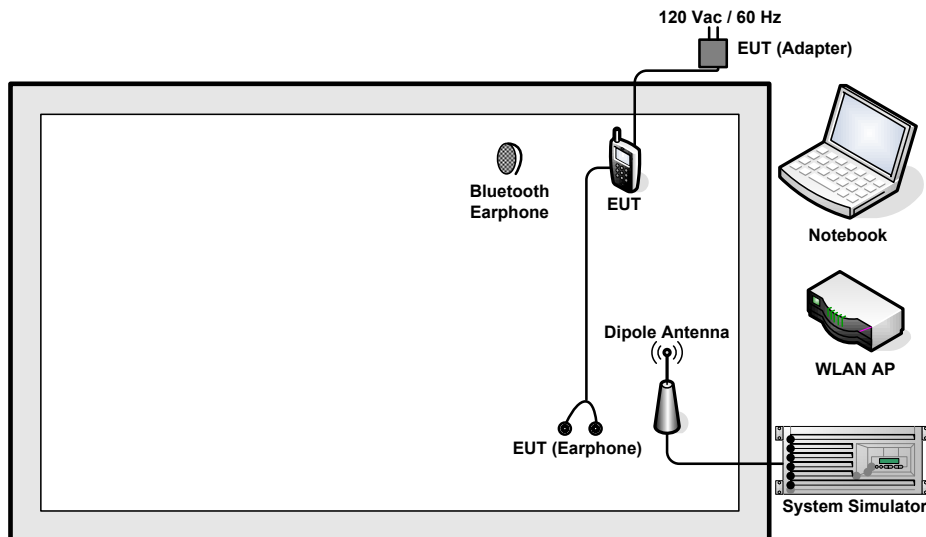 120 Vac / 60 Hz
EUT (Adapter)
Bluetooth
Earphone
EUT
Notebook
Dipole Antenna
WLAN AP
EUT (Earphone)
System Simulator